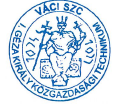 VÁCI SZC
I. GÉZA KIRÁLY KÖZGAZDASÁGI TECHNIKUM